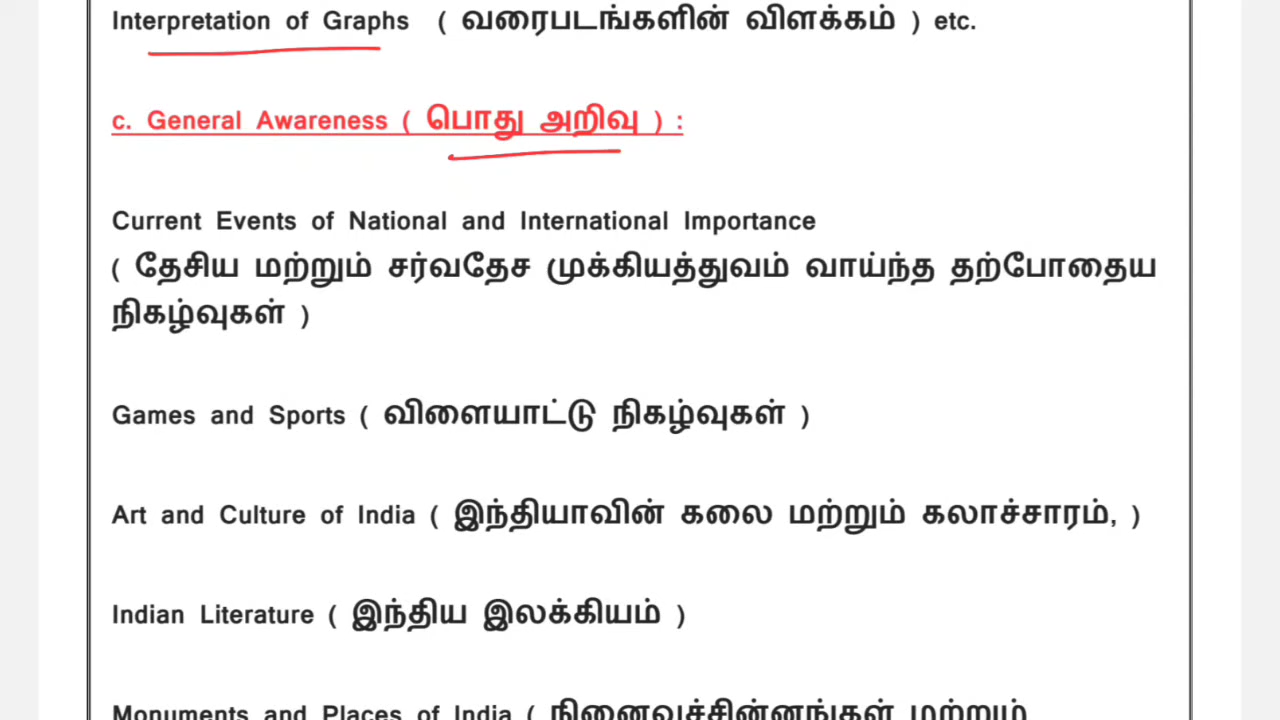 Interpretation of Graphs ( வரைபடங்களின் விளக்கம் ) etc.
c. General Awareness ( பொது அறிவு ) :
Current Events of National and International Importance
( தேசிய மற்றும் சர்வதேச முக்கியத்துவம் வாய்ந்த தற்போதைய
நிகழ்வுகள் )
Games and Sports ( விளையாட்டு நிகழ்வுகள் )
Art and Culture of India ( இந்தியாவின் கலை மற்றும் கலாச்சாரம், )
Indian Literature ( இந்திய இலக்கியம் )
Monuments and Places of India ( நினைவுச்சின்னங்கள் மற்றும்